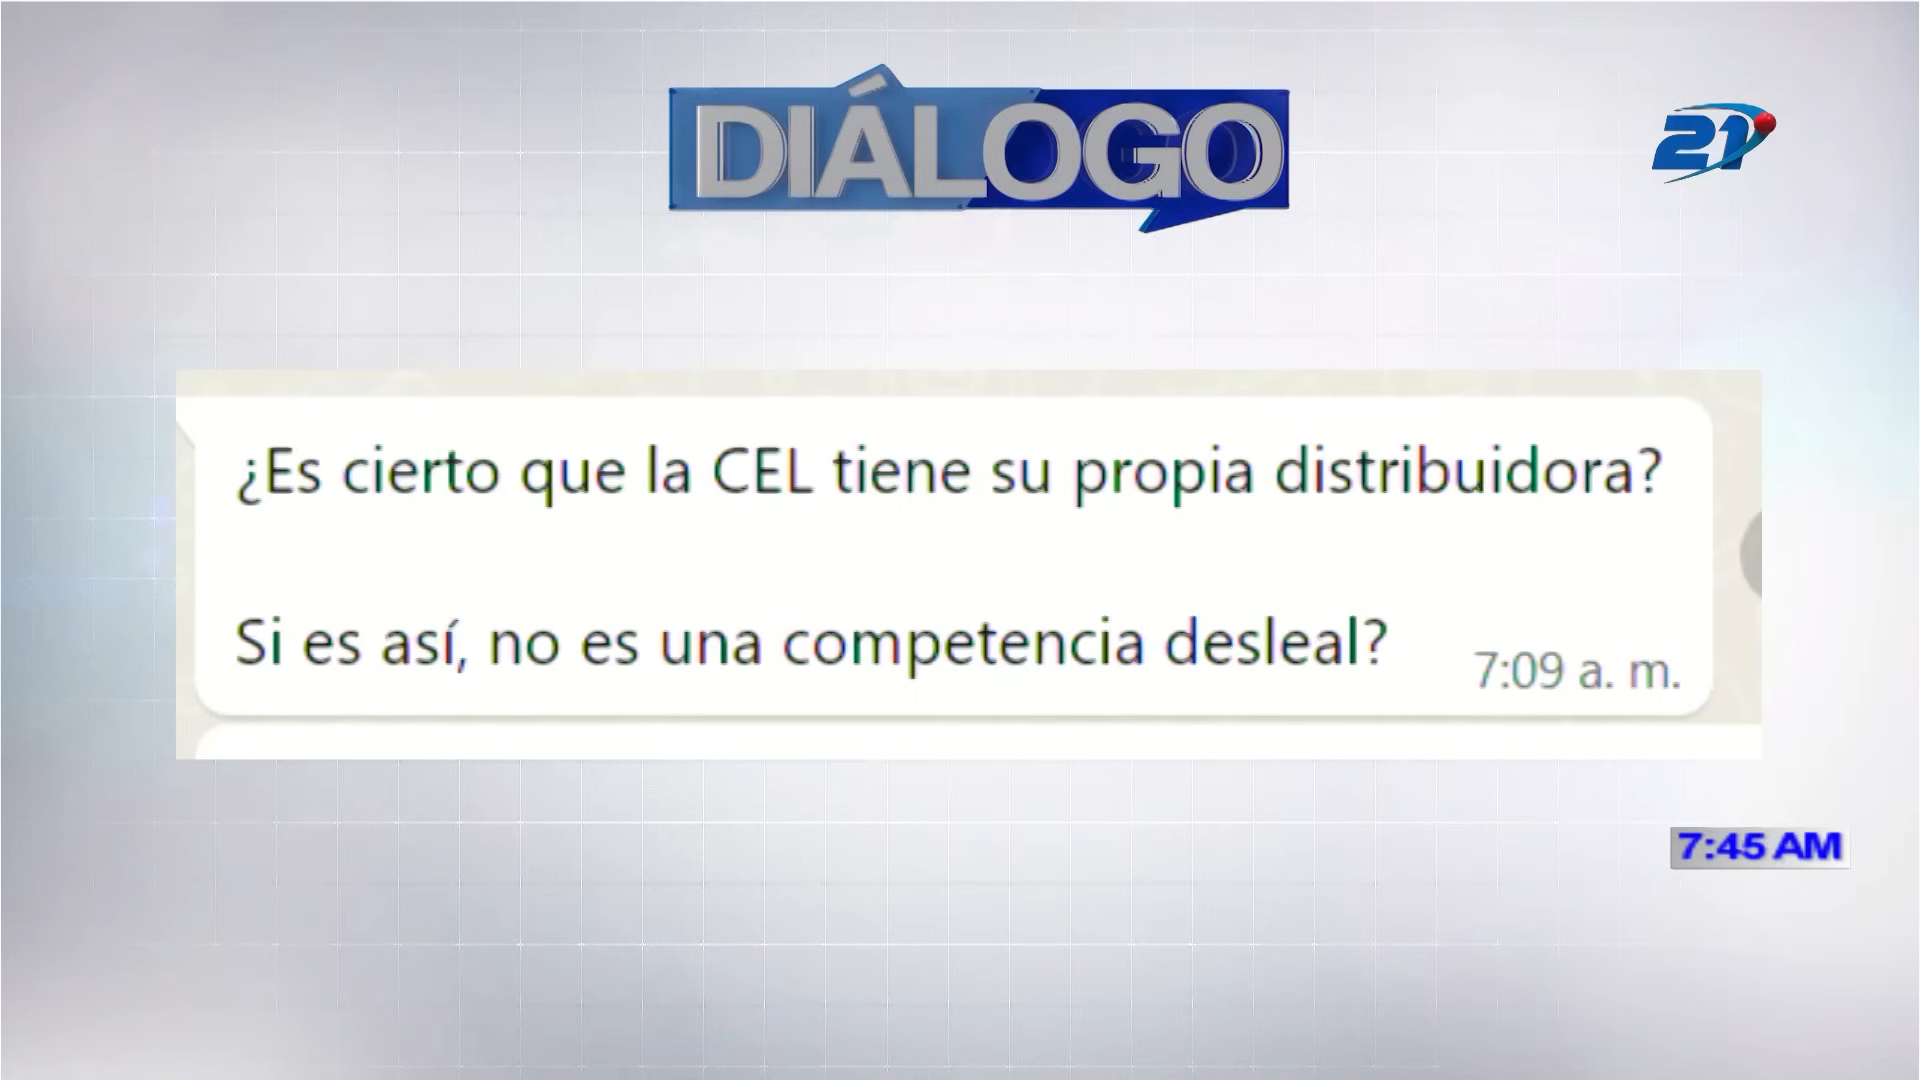 DIÁLOGO
21
¿Es cierto que la CEL tiene su propia distribuidora?
Si es así, no es una competencia desleal?
7:09 a. m.
7:45 AM